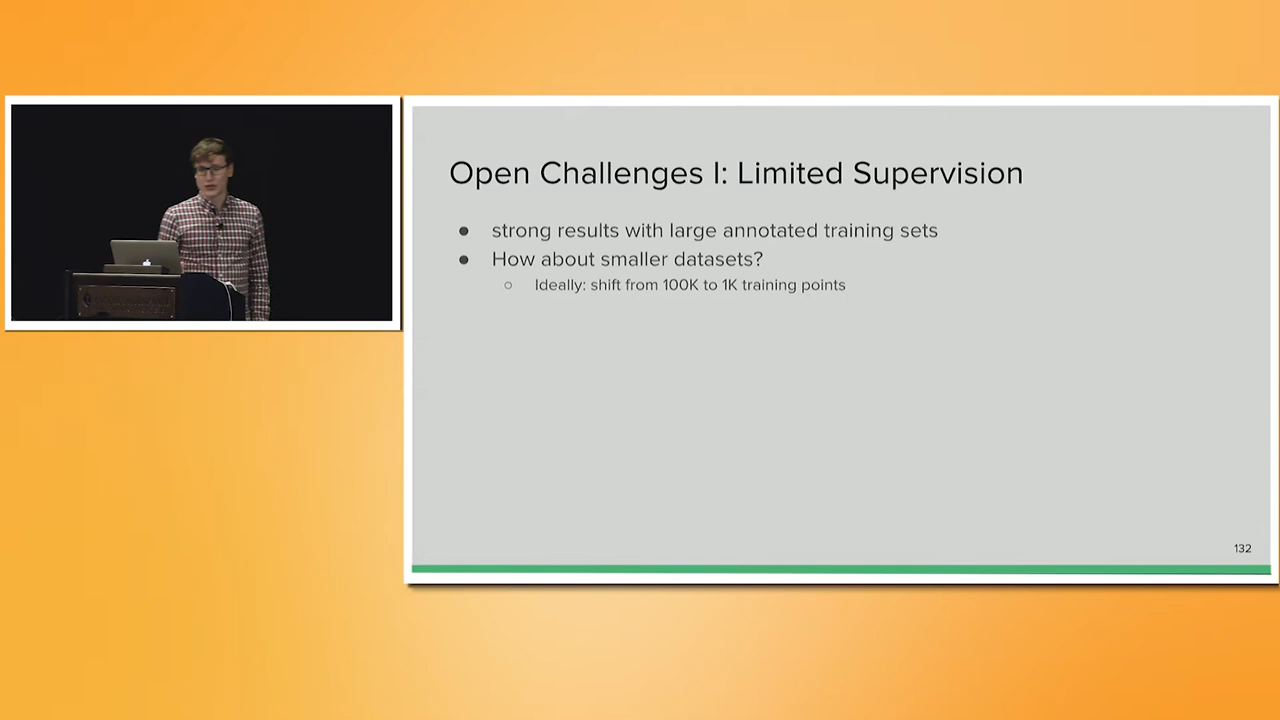 Open Challenges I: Limited Supervision
● strong results with large annotated training sets
● How about smaller datasets?
○ Ideally: shift from 100K to 1K training points
132